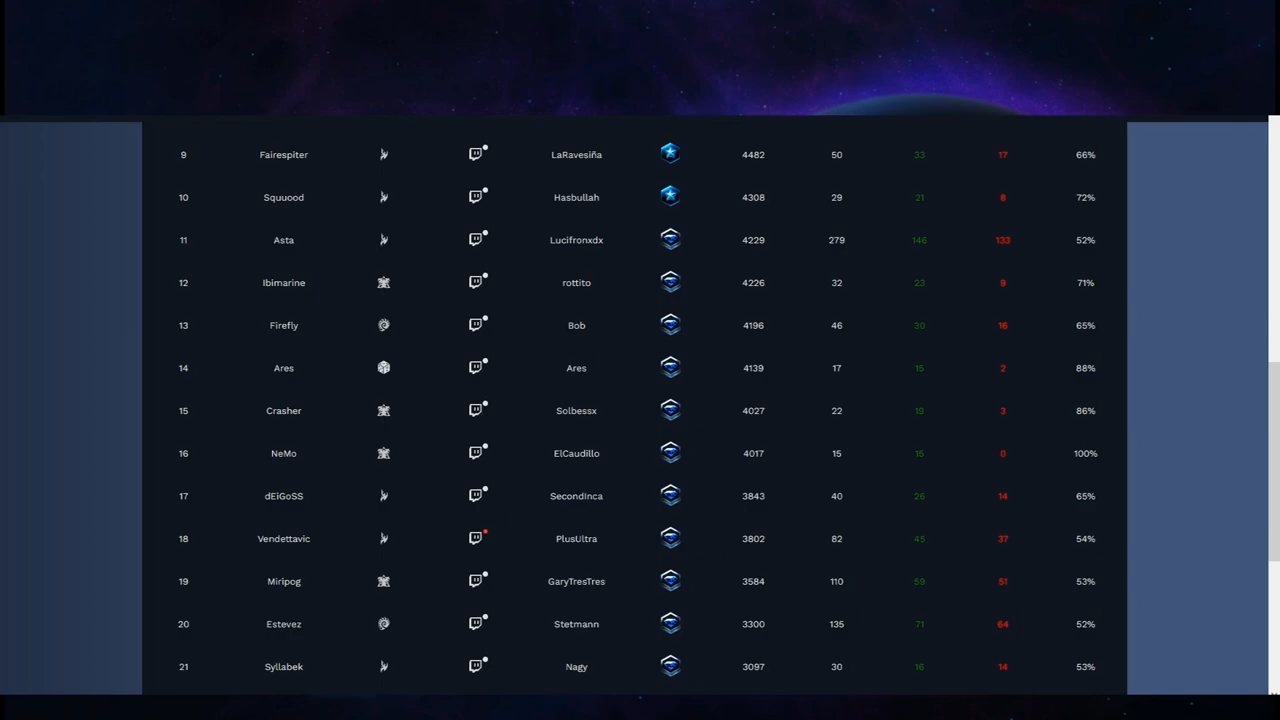 9 Fairespiter LaRavesiña 4482 50 33 17 66%
10 Squuood Hasbullah 4308 29 21 8 72%
11 Asta Lucifronxdx 4229 279 146 133 52%
12 Ibimarine rottito 4226 32 23 9 71%
13 Firefly Bob 4196 46 30 16 65%
14 Ares Ares 4139 17 15 2 88%
15 Crasher Solbessx 4027 22 19 3 86%
16 NeMo ElCaudillo 4017 15 15 0 100%
17 dEiGoSS SecondInca 3843 40 26 14 65%
18 Vendettavic PlusUltra 3802 82 45 37 54%
19 Miripog GaryTresTres 3584 110 59 51 53%
20 Estevez Stetmann 3300 135 71 64 52%
21 Syllabek Nagy 3097 30 16 14 53%